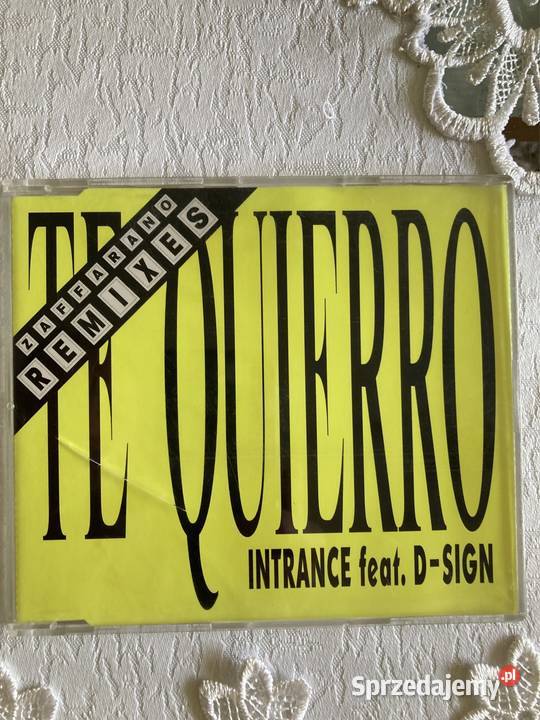 ZAFFARANO
REMIXES
TE QUIERRO
INTRANCE feat. D-SIGN
Sprzedajemy.pl